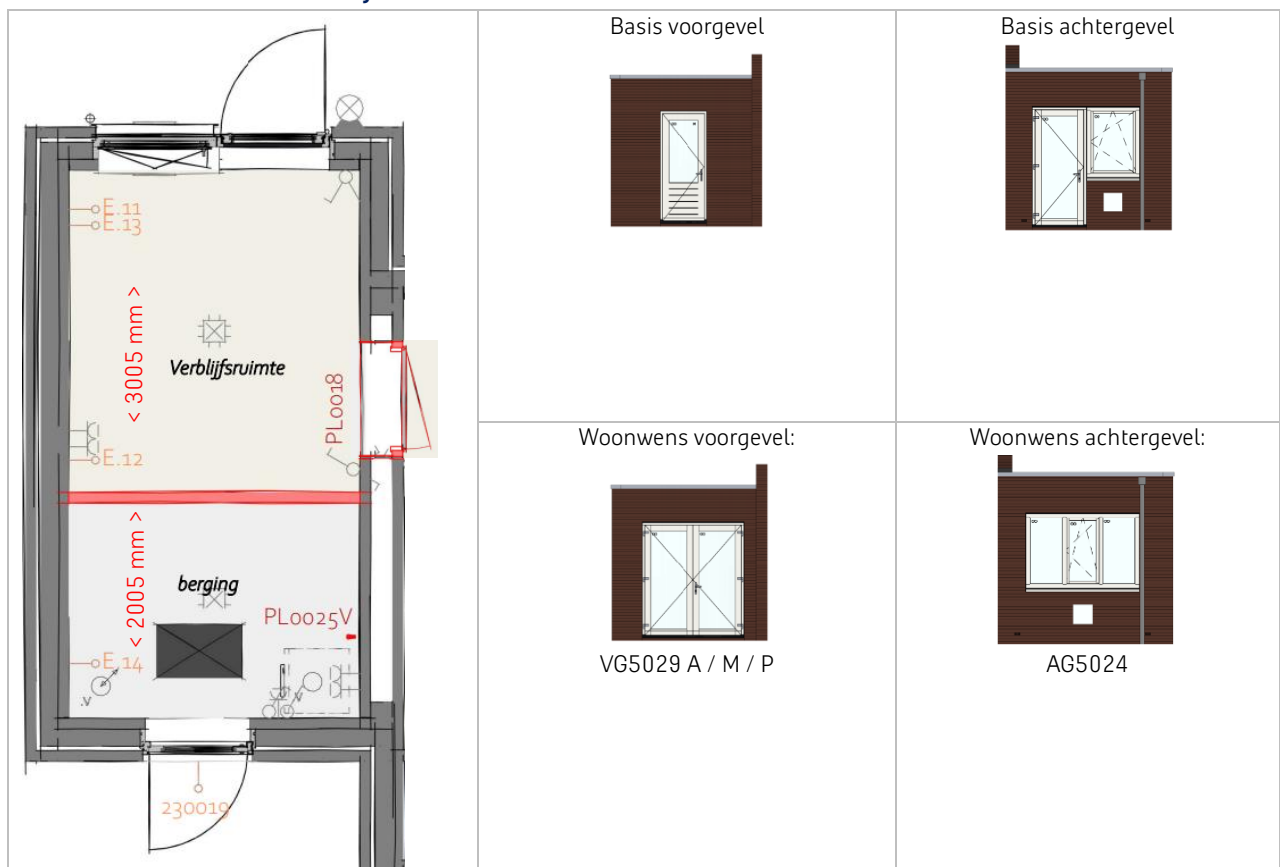 E.11
E.13
< 3005 mm >
Verblijfsruimte
PL0018
E.12
< 2005 mm >
berging
PL0025V
E.14
.v
230019
Basis voorgevel
Basis achtergevel
Woonwens voorgevel:
VG5029 A / M / P
Woonwens achtergevel:
AG5024